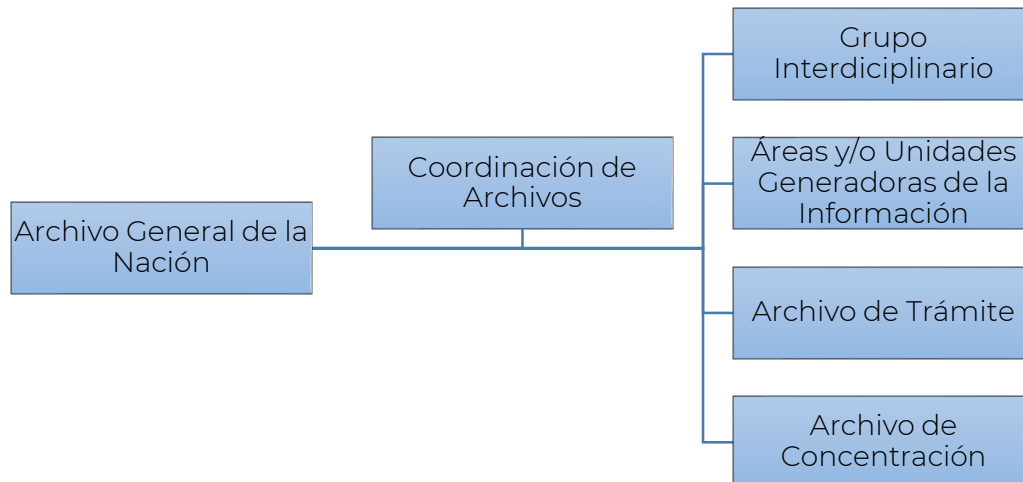 Archivo General de la
Nación
Coordinación de
Archivos
Grupo
Interdiciplinario
Áreas y/o Unidades
Generadoras de la
Información
Archivo de Trámite
Archivo de
Concentración